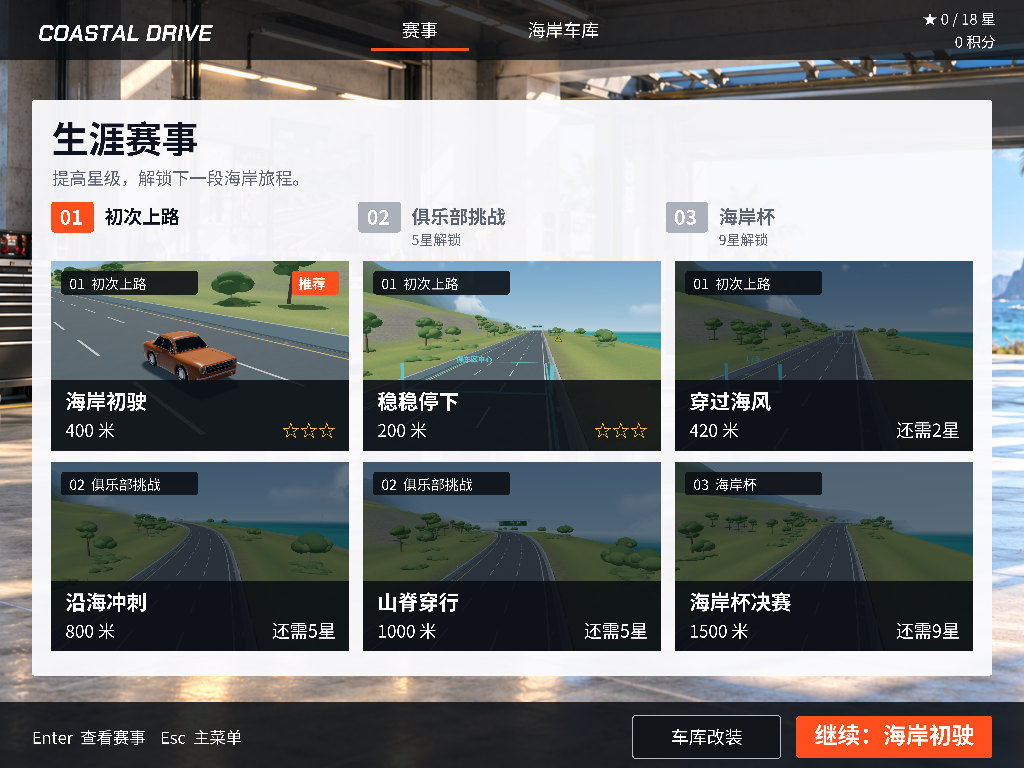 COASTAL DRIVE
赛事
海岸车库
★ 0 / 18 星
0 积分
生涯赛事
提高星级，解锁下一段海岸旅程。
01 初次上路
02 俱乐部挑战
5星解锁
03 海岸杯
9星解锁
01 初次上路
推荐
海岸初驶
400 米
☆☆☆
01 初次上路
停车区中心
稳稳停下
200 米
☆☆☆
01 初次上路
穿过海风
420 米
还需2星
02 俱乐部挑战
沿海冲刺
800 米
还需5星
02 俱乐部挑战
山脊穿行
1000 米
还需5星
03 海岸杯
海岸杯决赛
1500 米
还需9星
Enter 查看赛事 Esc 主菜单
车库改装
继续：海岸初驶